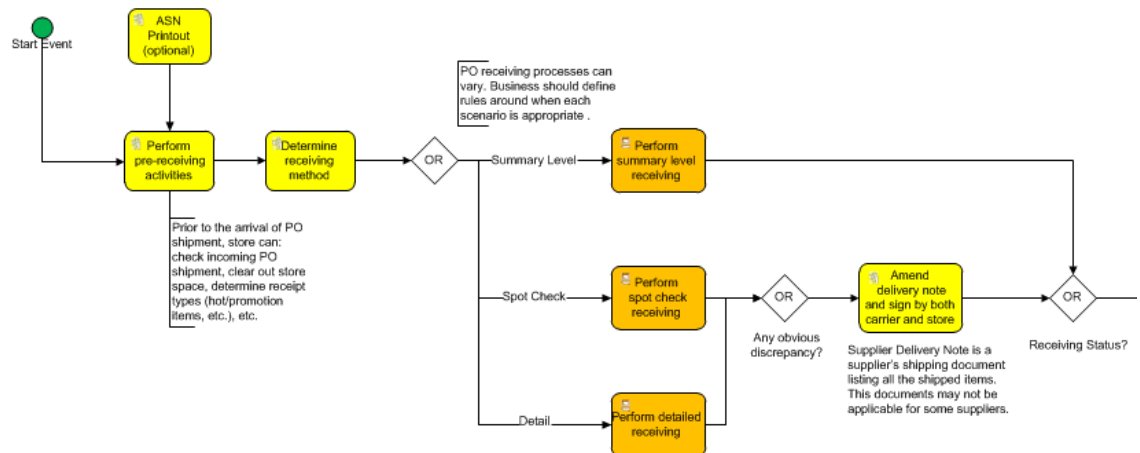 Start Event
ASN
Printout
(optional)
Perform
pre-receiving
activities
Prior to the arrival of PO
shipment, store can:
check incoming PO
shipment, clear out store
space, determine receipt
types (hot/promotion
items, etc.), etc.
Determine
receiving
method
OR
PO receiving processes can
vary. Business should define
rules around when each
scenario is appropriate .
Summary Level
Perform
summary level
receiving
Spot Check
Perform
spot check
receiving
Detail
Perform detailed
receiving
OR
Any obvious
discrepancy?
Amend
delivery note
and sign by both
carrier and store
Supplier Delivery Note is a
supplier's shipping document
listing all the shipped items.
This documents may not be
applicable for some suppliers.
OR
Receiving Status?